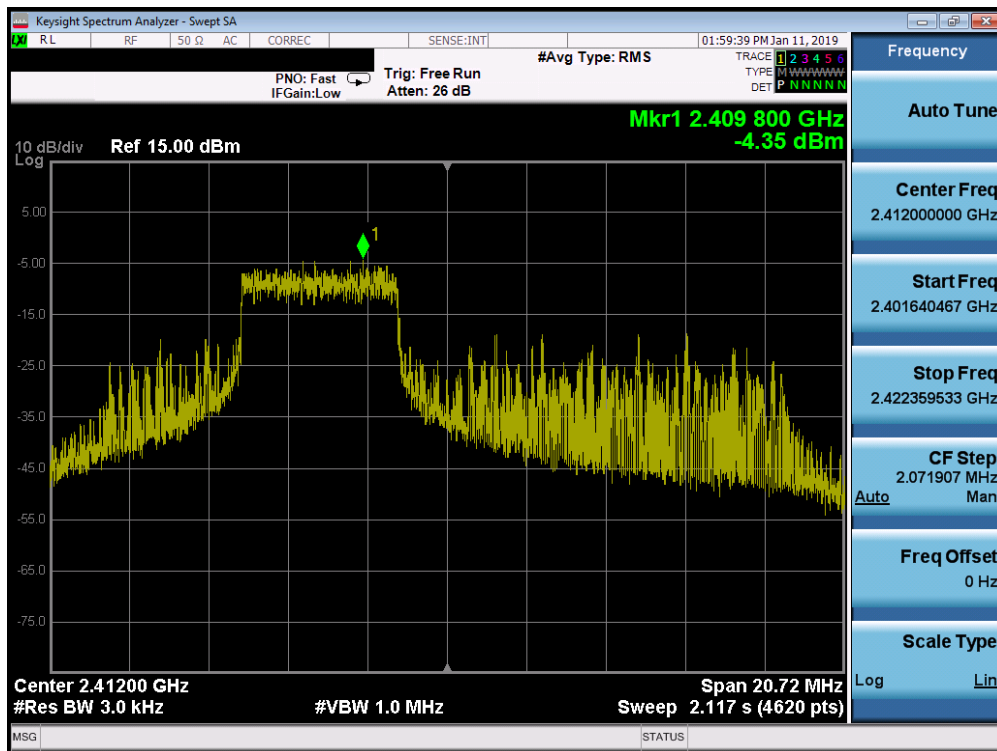 Keysight Spectrum Analyzer - Swept SA
LXI RL RF 50 Ω AC CORREC SENSE:INT 01:59:39 PM Jan 11, 2019
PNO: Fast
IFGain:Low
Trig: Free Run
Atten: 26 dB
#Avg Type: RMS
TRACE 1 2 3 4 5 6
TYPE M WWWWW
DET P N N N N N
Mkr1 2.409 800 GHz
-4.35 dBm
10 dB/div Ref 15.00 dBm
Log
1
5.00
-5.00
-15.0
-25.0
-35.0
-45.0
-55.0
-65.0
-75.0
Center 2.41200 GHz Span 20.72 MHz
#Res BW 3.0 kHz #VBW 1.0 MHz Sweep 2.117 s (4620 pts)
MSG STATUS
Frequency
Auto Tune
Center Freq
2.412000000 GHz
Start Freq
2.401640467 GHz
Stop Freq
2.422359533 GHz
CF Step
2.071907 MHz
Auto Man
Freq Offset
0 Hz
Scale Type
Log Lin